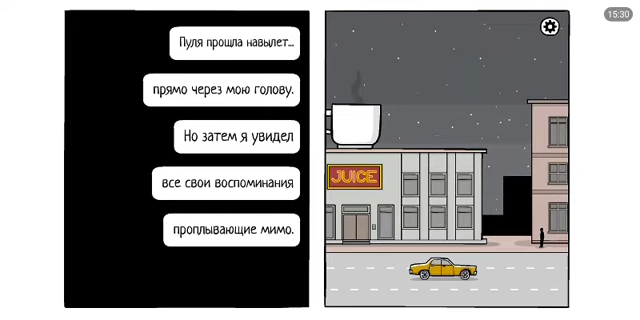 15:30
Пуля прошла навылет...
прямо через мою голову.
Но затем я увидел
все свои воспоминания
проплывающие мимо.
JUICE